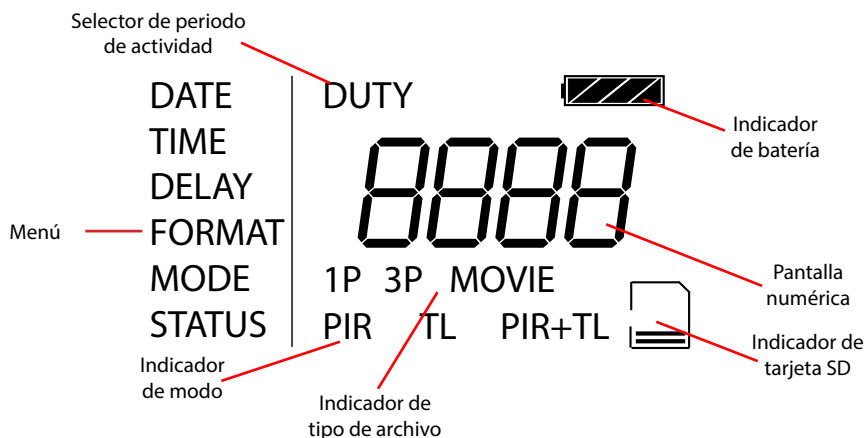 Selector de periodo
de actividad
DATE
TIME
DELAY
FORMAT
MODE
STATUS
Menú
DUTY
Indicador
de batería
8888
1P 3P MOVIE
PIR TL PIR+TL
Pantalla
numérica
Indicador de
tarjeta SD
Indicador
de modo
Indicador de
tipo de archivo